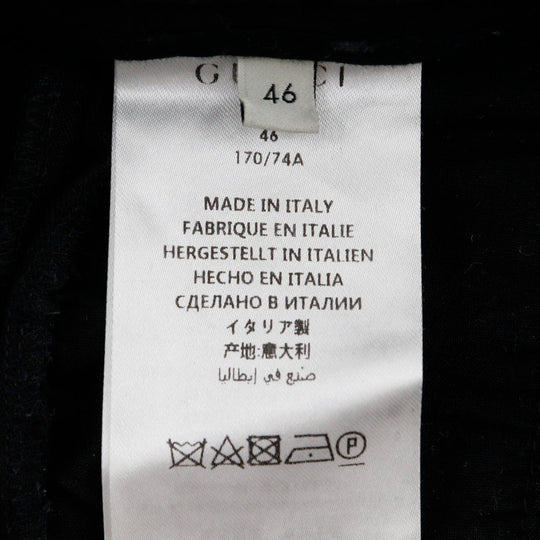 GUCCI
46
46
170/74A
MADE IN ITALY
FABRIQUE EN ITALIE
HERGESTELLT IN ITALIEN
HECHO EN ITALIA
СДЕЛАНО В ИТАЛИИ
イタリア製
产地:意大利
صنع في إيطاليا
P